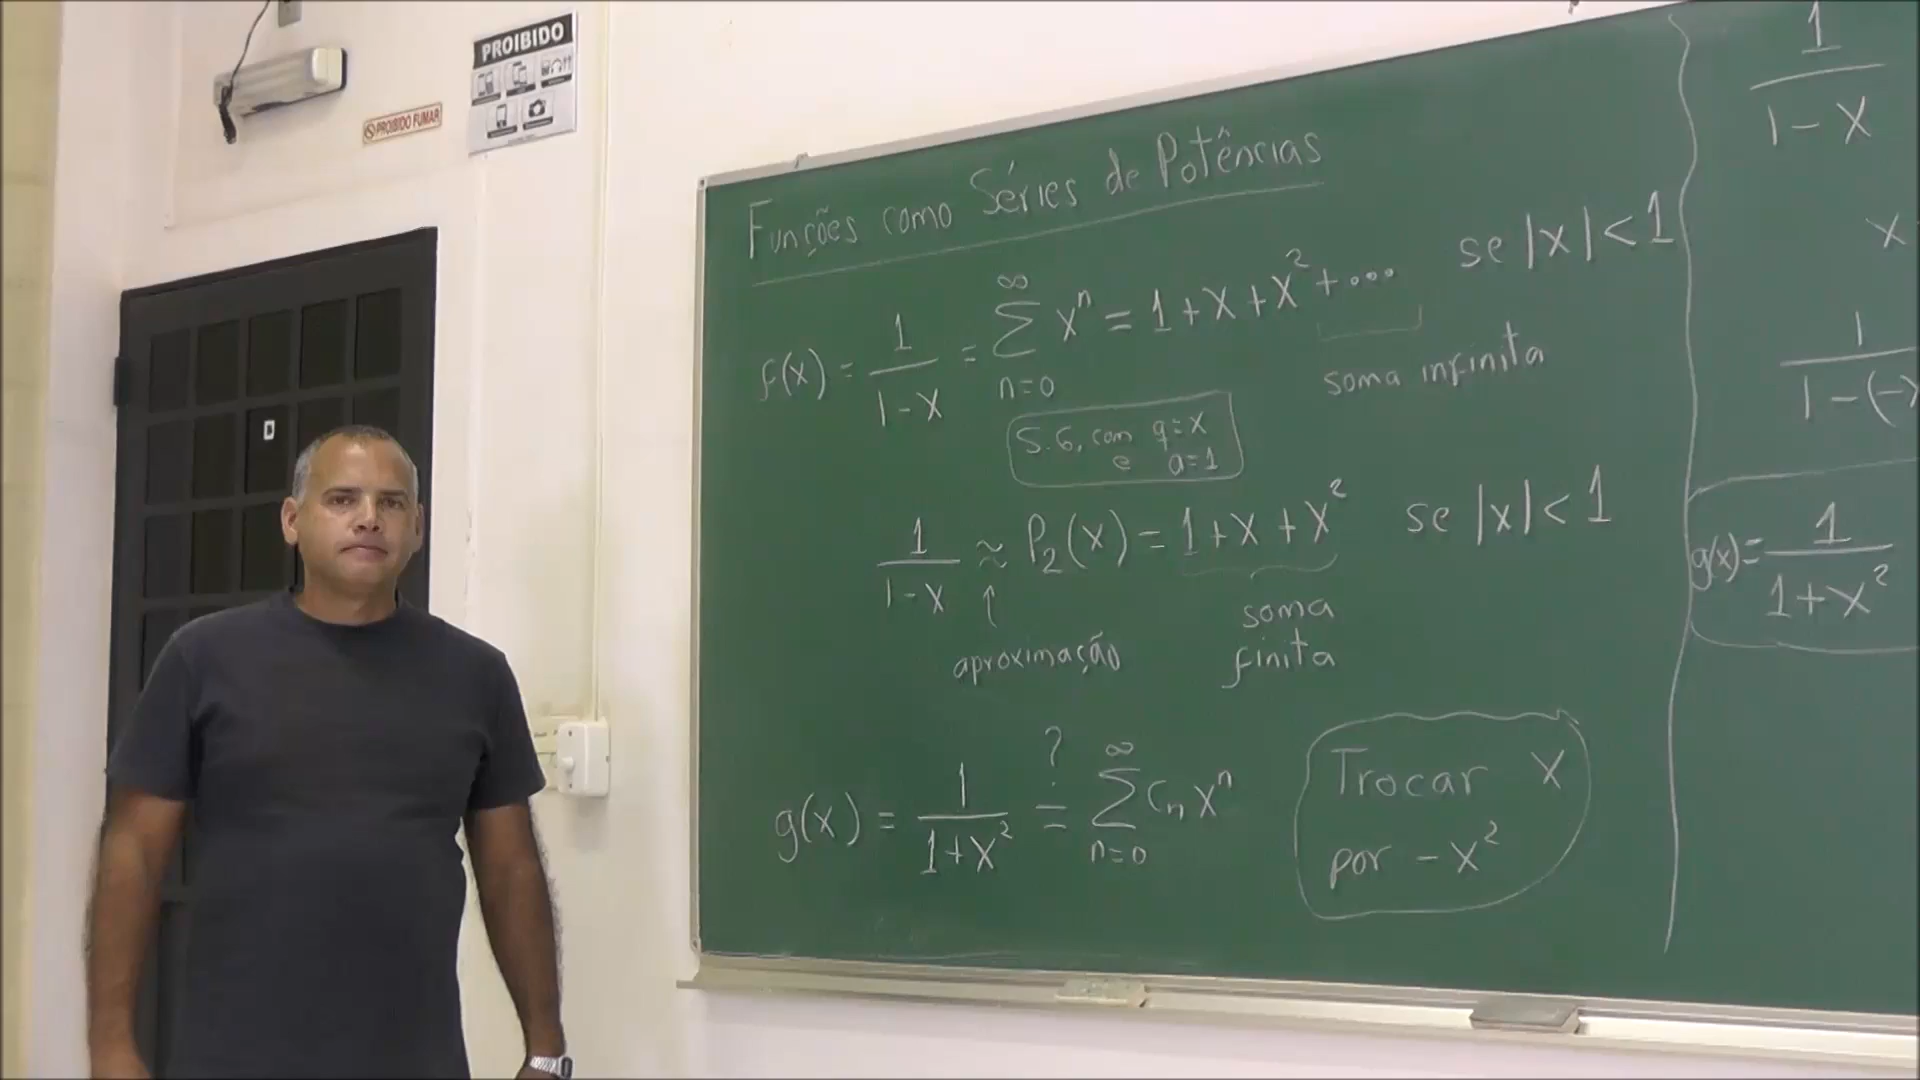 PROIBIDO
PROIBIDO FUMAR
Funções como Séries de Potências
f(x) = 1/(1-x) = ∑_{n=0}^{∞} x^n = 1+x+x^2+... se |x|<1
soma infinita
S.G, com q=x
e a=1
1/(1-x) ≈ P_2(x) = 1+x+x^2 se |x|<1
↑
aproximação
soma
finita
g(x) = 1/(1+x^2) =? ∑_{n=0}^{∞} C_n x^n
Trocar x
por -x^2
1/(1-x)
x
1/(1-(-x
g(x)= 1/(1+x^2)